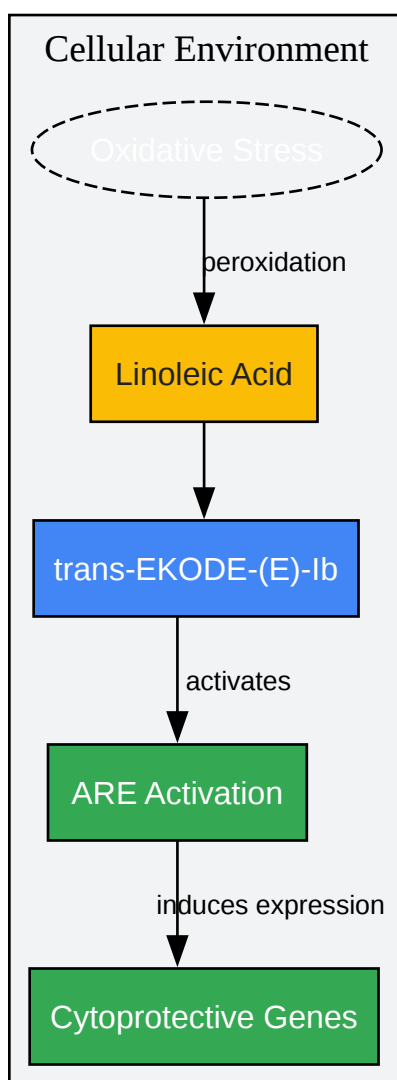 Cellular Environment
Oxidative Stress
peroxidation
Linoleic Acid
trans-EKODE-(E)-Ib
activates
ARE Activation
induces expression
Cytoprotective Genes